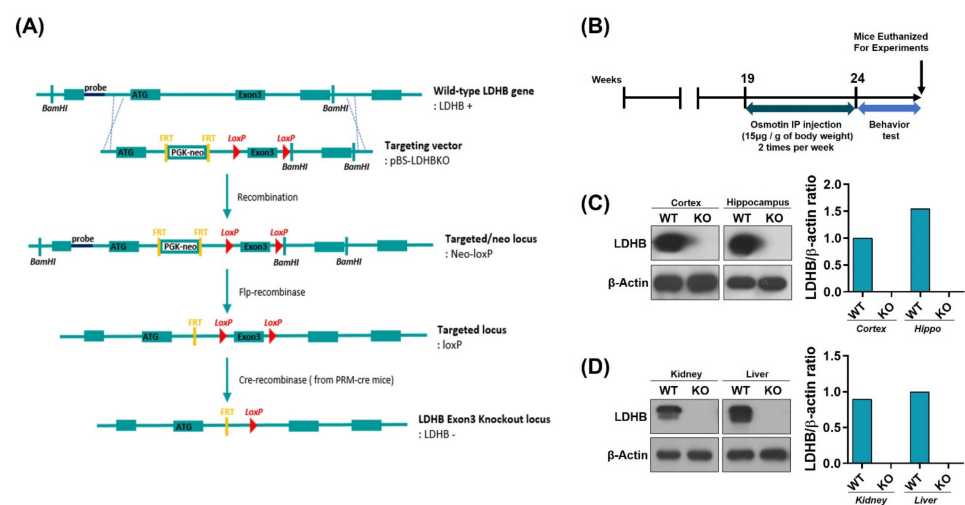 (A)
probe
ATG
Exon3
BamHI
BamHI
Wild-type LDHB gene
: LDHB +
FRT
FRT
LoxP
LoxP
ATG
PGK-neo
Exon3
BamHI
BamHI
Targeting vector
: pBS-LDHBKO
Recombination
probe
FRT
FRT
LoxP
LoxP
ATG
PGK-neo
Exon3
BamHI
BamHI
BamHI
Targeted/neo locus
: Neo-loxP
Flp-recombinase
FRT
LoxP
LoxP
ATG
Exon3
Targeted locus
: loxP
Cre-recombinase ( from PRM-cre mice)
FRT
LoxP
ATG
LDHB Exon3 Knockout locus
: LDHB -
(B)
Mice Euthanized
For Experiments
Weeks
19
24
Osmotin IP injection
(15μg / g of body weight)
2 times per week
Behavior
test
(C)
Cortex
Hippocampus
WT
KO
WT
KO
LDHB
β-Actin
LDHB/β-actin ratio
2.0
1.5
1.0
0.5
0.0
WT
KO
WT
KO
Cortex
Hippo
(D)
Kidney
Liver
WT
KO
WT
KO
LDHB
β-Actin
LDHB/β-actin ratio
1.5
1.0
0.5
0.0
WT
KO
WT
KO
Kidney
Liver